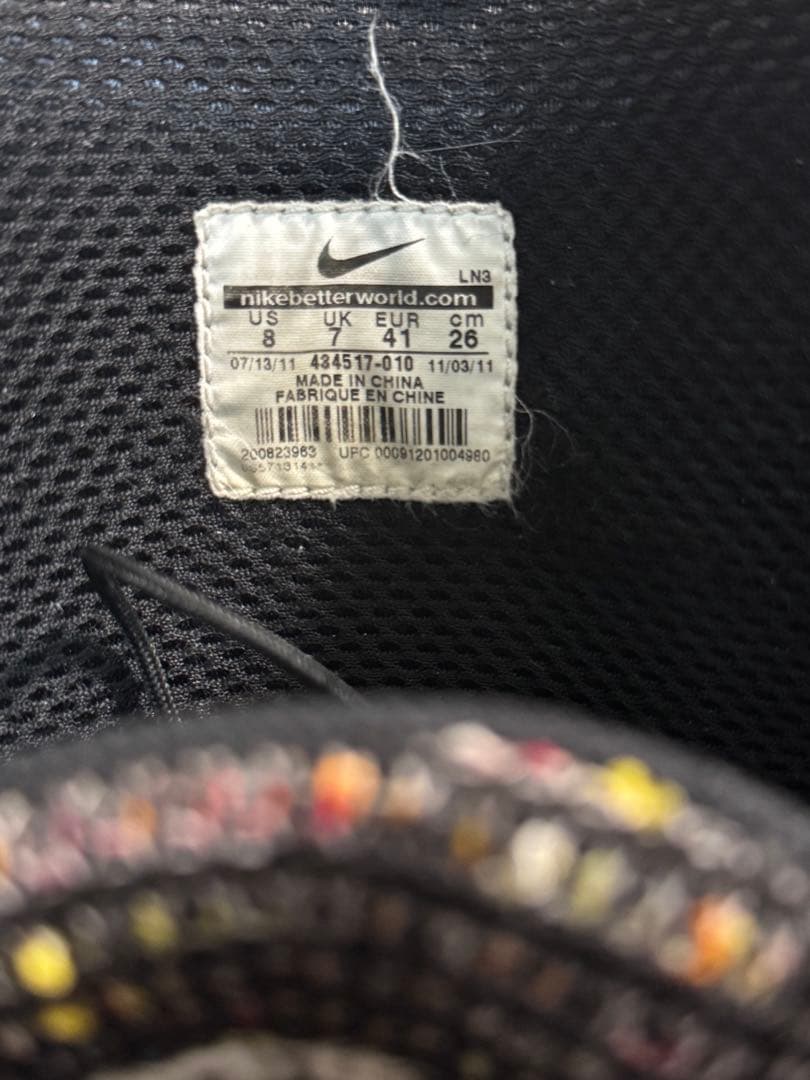 LN3
nikebetterworld.com
US UK EUR cm
8 7 41 26
07/13/11 434517-010 11/03/11
MADE IN CHINA
FABRIQUE EN CHINE
200823963 UPC 00091201004980